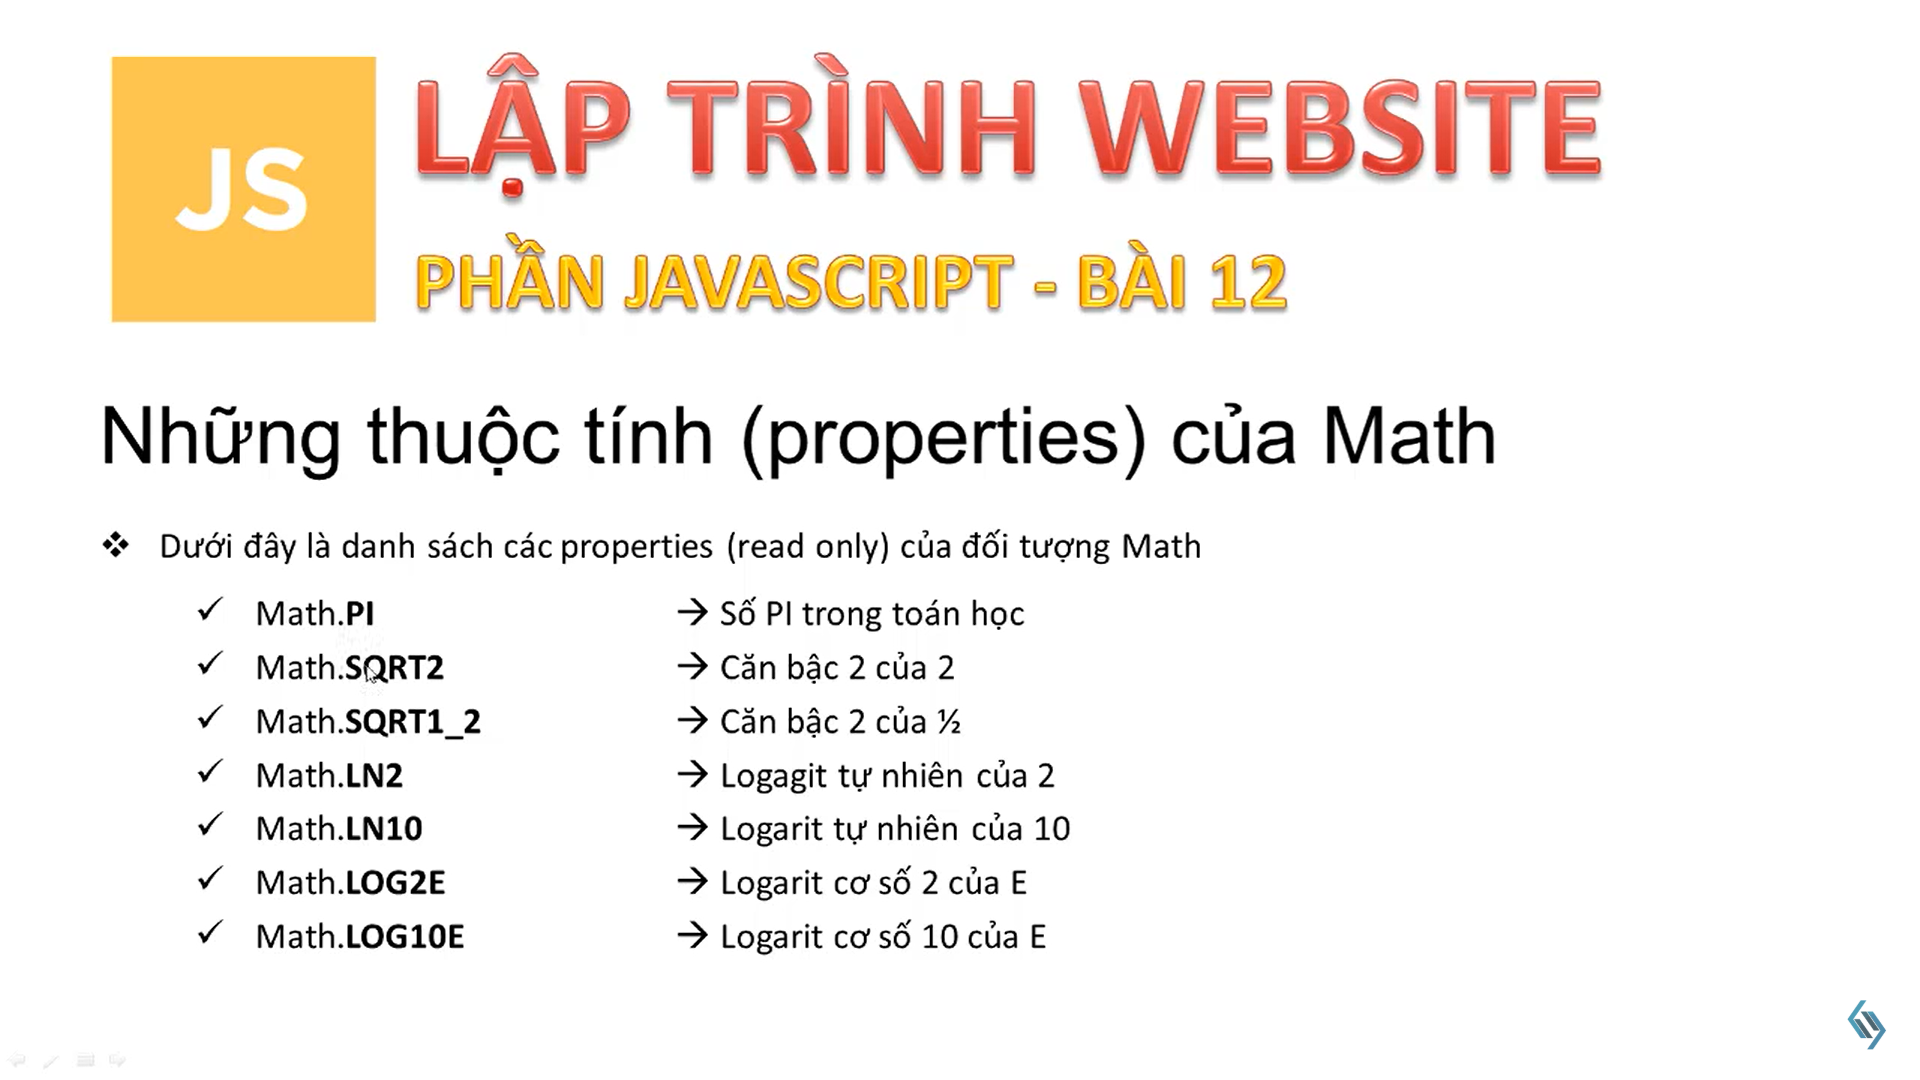 JS
LẬP TRÌNH WEBSITE
PHẦN JAVASCRIPT - BÀI 12
Những thuộc tính (properties) của Math
❖ Dưới đây là danh sách các properties (read only) của đối tượng Math
✓ Math.PI → Số PI trong toán học
✓ Math.SQRT2 → Căn bậc 2 của 2
✓ Math.SQRT1_2 → Căn bậc 2 của ½
✓ Math.LN2 → Logagit tự nhiên của 2
✓ Math.LN10 → Logarit tự nhiên của 10
✓ Math.LOG2E → Logarit cơ số 2 của E
✓ Math.LOG10E → Logarit cơ số 10 của E